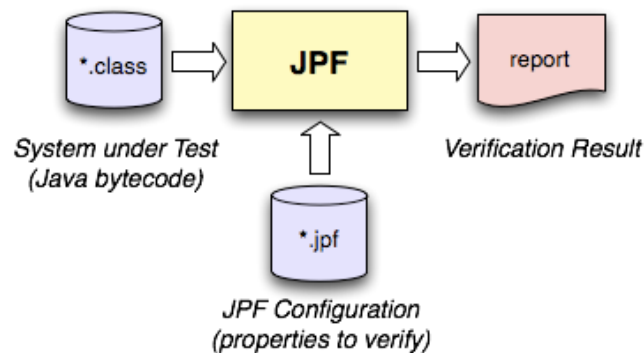 *.class
JPF
report
System under Test
(Java bytecode)
Verification Result
*.jpf
JPF Configuration
(properties to verify)